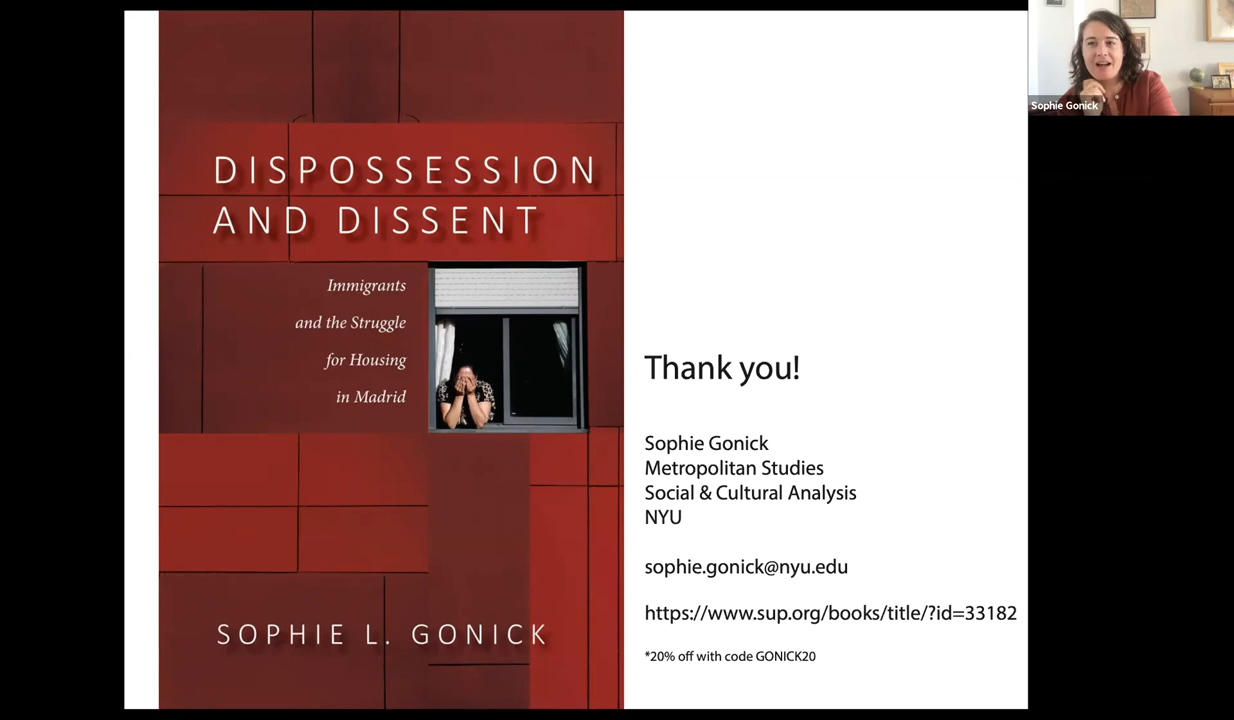 DISPOSSESSION
AND DISSENT
Immigrants
and the Struggle
for Housing
in Madrid
SOPHIE L. GONICK
Thank you!
Sophie Gonick
Metropolitan Studies
Social & Cultural Analysis
NYU
sophie.gonick@nyu.edu
https://www.sup.org/books/title/?id=33182
*20% off with code GONICK20
Sophie Gonick